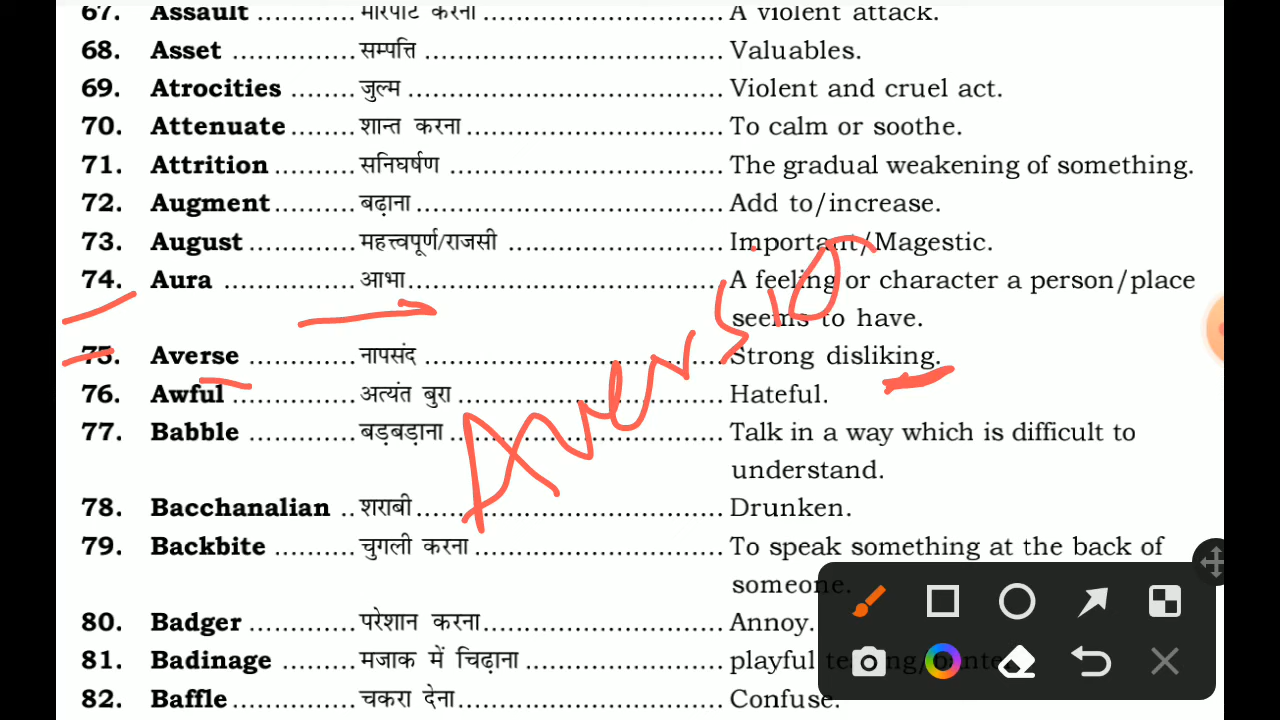 67. Assault ............ मारपीट करना ............................. A violent attack.
68. Asset ............... सम्पत्ति .................................... Valuables.
69. Atrocities ........ जुल्म ...................................... Violent and cruel act.
70. Attenuate ........ शान्त करना ............................... To calm or soothe.
71. Attrition .......... सनिघर्षण ................................. The gradual weakening of something.
72. Augment .......... बढ़ाना ..................................... Add to/increase.
73. August ............. महत्त्वपूर्ण/राजसी .......................... Important/Magestic.
74. Aura ................ आभा ...................................... A feeling or character a person/place
seems to have.
75. Averse ............. नापसंद .................................... Strong disliking.
76. Awful ............... अत्यंत बुरा ................................ Hateful.
77. Babble ............. बड़बड़ाना ................................. Talk in a way which is difficult to
understand.
78. Bacchanalian .. शराबी ..................................... Drunken.
79. Backbite .......... चुगली करना .............................. To speak something at the back of
someone.
80. Badger ............. परेशान करना ............................. Annoy.
81. Badinage ......... मजाक में चिढ़ाना ........................ playful
82. Baffle ............... चकरा देना ................................ Confuse.
Aversio